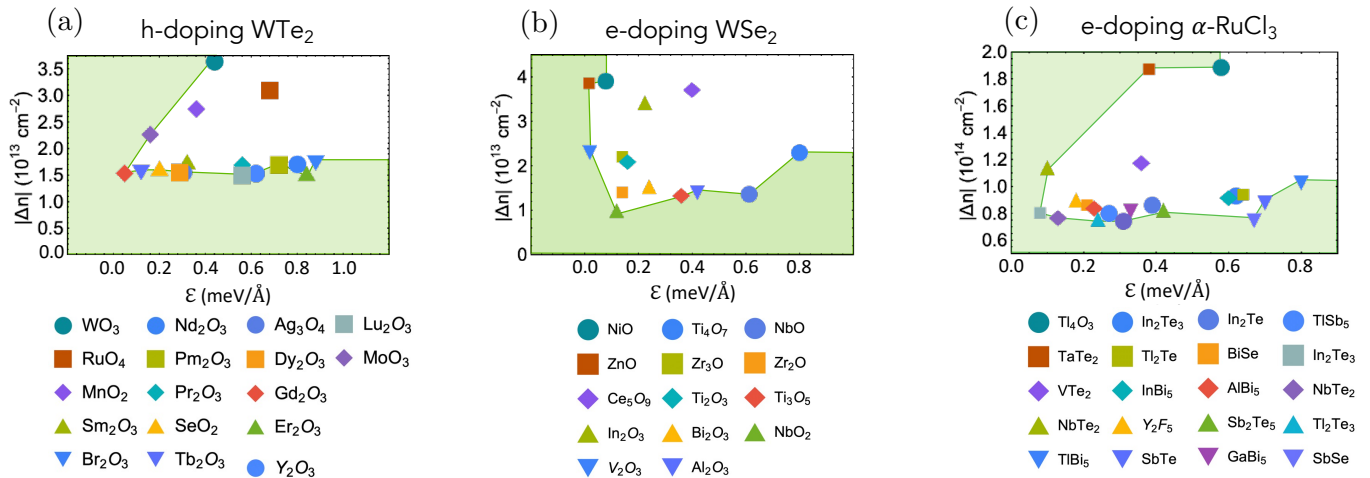 (a) h-doping WTe₂
|Δn| (10¹³ cm⁻²)
3.5
3.0
2.5
2.0
1.5
1.0
0.5
0.0
0.0 0.2 0.4 0.6 0.8 1.0
ℰ (meV/Å)
WO₃ Nd₂O₃ Ag₃O₄ Lu₂O₃
RuO₄ Pm₂O₃ Dy₂O₃ MoO₃
MnO₂ Pr₂O₃ Gd₂O₃
Sm₂O₃ SeO₂ Er₂O₃
Br₂O₃ Tb₂O₃ Y₂O₃
(b) e-doping WSe₂
|Δn| (10¹³ cm⁻²)
4
3
2
1
0
0.0 0.2 0.4 0.6 0.8
ℰ (meV/Å)
NiO Ti₄O₇ NbO
ZnO Zr₃O Zr₂O
Ce₅O₉ Ti₂O₃ Ti₃O₅
In₂O₃ Bi₂O₃ NbO₂
V₂O₃ Al₂O₃
(c) e-doping α-RuCl₃
|Δn| (10¹⁴ cm⁻²)
2.0
1.8
1.6
1.4
1.2
1.0
0.8
0.6
0.0 0.2 0.4 0.6 0.8
ℰ (meV/Å)
Tl₄O₃ In₂Te₃ In₂Te TlSb₅
TaTe₂ Tl₂Te BiSe In₂Te₃
VTe₂ InBi₅ AlBi₅ NbTe₂
NbTe₂ Y₂F₅ Sb₂Te₅ Tl₂Te₃
TlBi₅ SbTe GaBi₅ SbSe